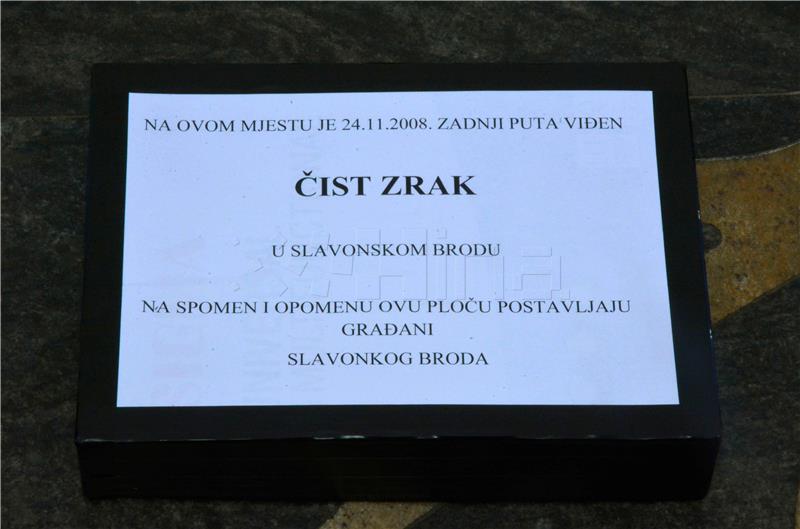 NA OVOM MJESTU JE 24.11.2008. ZADNJI PUTA VIĐEN
ČIST ZRAK
U SLAVONSKOM BRODU
Hina
NA SPOMEN I OPOMENU OVU PLOČU POSTAVLJAJU
GRAĐANI
SLAVONKOG BRODA